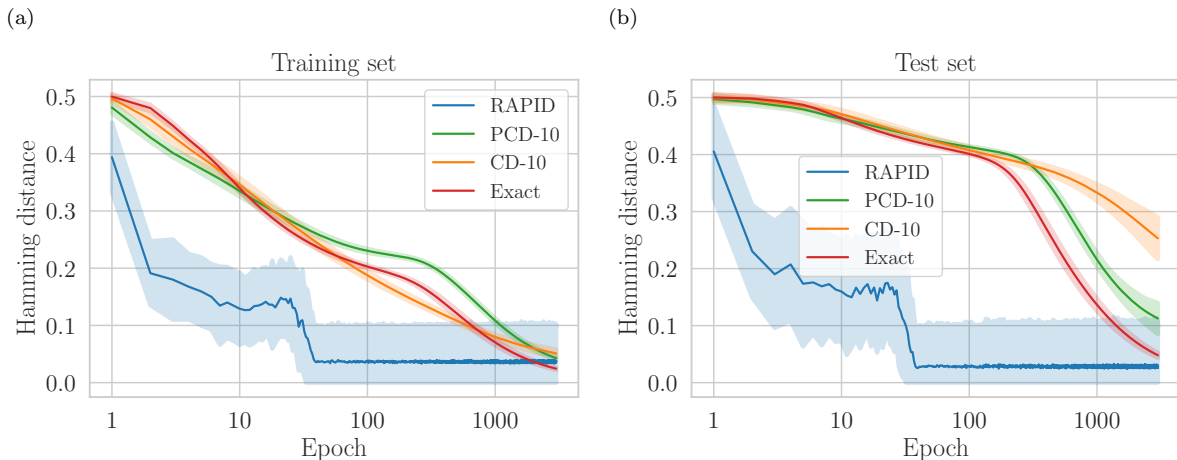 (a)
Training set
Hamming distance
0.5
0.4
0.3
0.2
0.1
0.0
RAPID
PCD-10
CD-10
Exact
1
10
100
1000
Epoch
(b)
Test set
Hamming distance
0.5
0.4
0.3
0.2
0.1
0.0
RAPID
PCD-10
CD-10
Exact
1
10
100
1000
Epoch